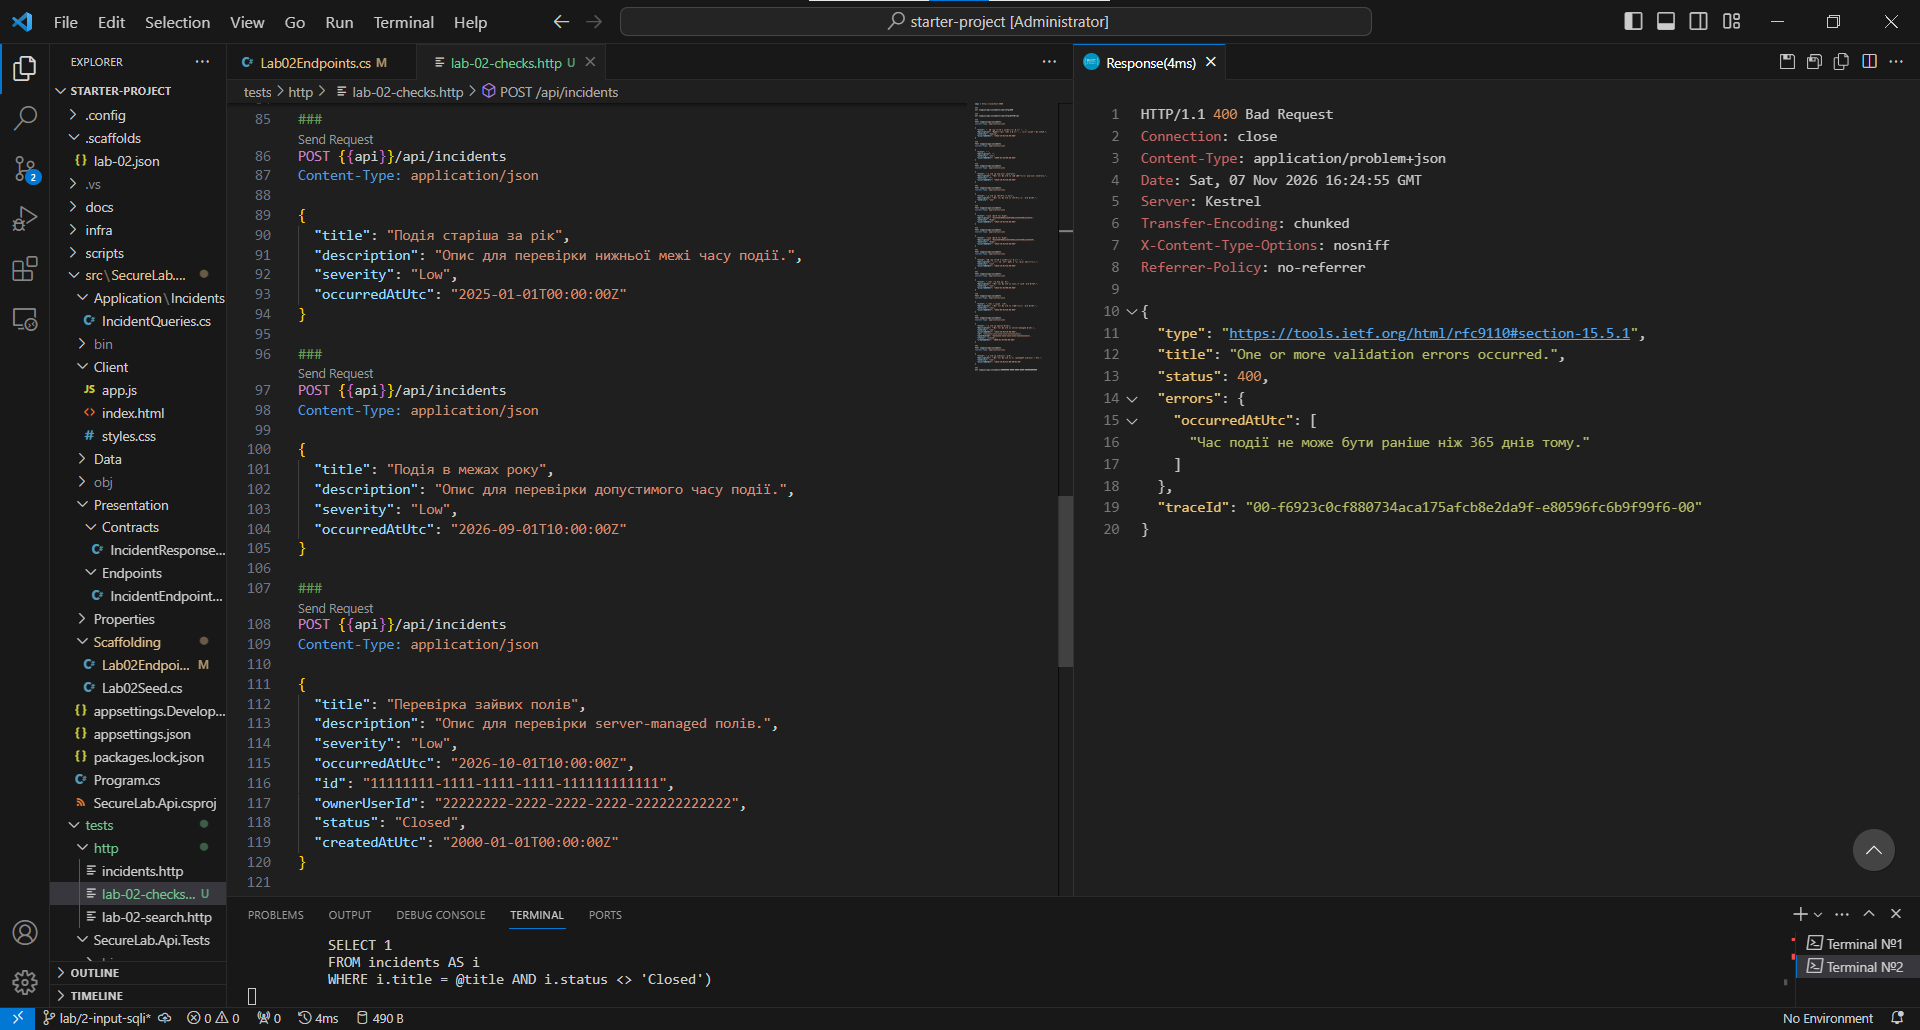 File Edit Selection View Go Run Terminal Help
starter-project [Administrator]
EXPLORER
STARTER-PROJECT
.config
.scaffolds
lab-02.json
.vs
docs
infra
scripts
src\SecureLab....
Application\Incidents
IncidentQueries.cs
bin
Client
app.js
index.html
styles.css
Data
obj
Presentation
Contracts
IncidentResponse...
Endpoints
IncidentEndpoint...
Properties
Scaffolding
Lab02Endpoi... M
Lab02Seed.cs
appsettings.Develop...
appsettings.json
packages.lock.json
Program.cs
SecureLab.Api.csproj
tests
http
incidents.http
lab-02-checks... U
lab-02-search.http
SecureLab.Api.Tests
OUTLINE
TIMELINE
Lab02Endpoints.cs M
lab-02-checks.http U
tests > http > lab-02-checks.http > POST /api/incidents
85 ###
Send Request
86 POST {{api}}/api/incidents
87 Content-Type: application/json
88
89 {
90 "title": "Подія старіша за рік",
91 "description": "Опис для перевірки нижньої межі часу події.",
92 "severity": "Low",
93 "occurredAtUtc": "2025-01-01T00:00:00Z"
94 }
95
96 ###
Send Request
97 POST {{api}}/api/incidents
98 Content-Type: application/json
99
100 {
101 "title": "Подія в межах року",
102 "description": "Опис для перевірки допустимого часу події.",
103 "severity": "Low",
104 "occurredAtUtc": "2026-09-01T10:00:00Z"
105 }
106
107 ###
Send Request
108 POST {{api}}/api/incidents
109 Content-Type: application/json
110
111 {
112 "title": "Перевірка зайвих полів",
113 "description": "Опис для перевірки server-managed полів.",
114 "severity": "Low",
115 "occurredAtUtc": "2026-10-01T10:00:00Z",
116 "id": "11111111-1111-1111-1111-111111111111",
117 "ownerUserId": "22222222-2222-2222-2222-222222222222",
118 "status": "Closed",
119 "createdAtUtc": "2000-01-01T00:00:00Z"
120 }
121
Response(4ms)
1 HTTP/1.1 400 Bad Request
2 Connection: close
3 Content-Type: application/problem+json
4 Date: Sat, 07 Nov 2026 16:24:55 GMT
5 Server: Kestrel
6 Transfer-Encoding: chunked
7 X-Content-Type-Options: nosniff
8 Referrer-Policy: no-referrer
9
10 {
11 "type": "https://tools.ietf.org/html/rfc9110#section-15.5.1",
12 "title": "One or more validation errors occurred.",
13 "status": 400,
14 "errors": {
15 "occurredAtUtc": [
16 "Час події не може бути раніше ніж 365 днів тому."
17 ]
18 },
19 "traceId": "00-f6923c0cf880734aca175afcb8e2da9f-e80596fc6b9f99f6-00"
20 }
PROBLEMS OUTPUT DEBUG CONSOLE TERMINAL PORTS
SELECT 1
FROM incidents AS i
WHERE i.title = @title AND i.status <> 'Closed')
Terminal №1
Terminal №2
2
lab/2-input-sqli* 0 0 0 4ms 490 B
No Environment